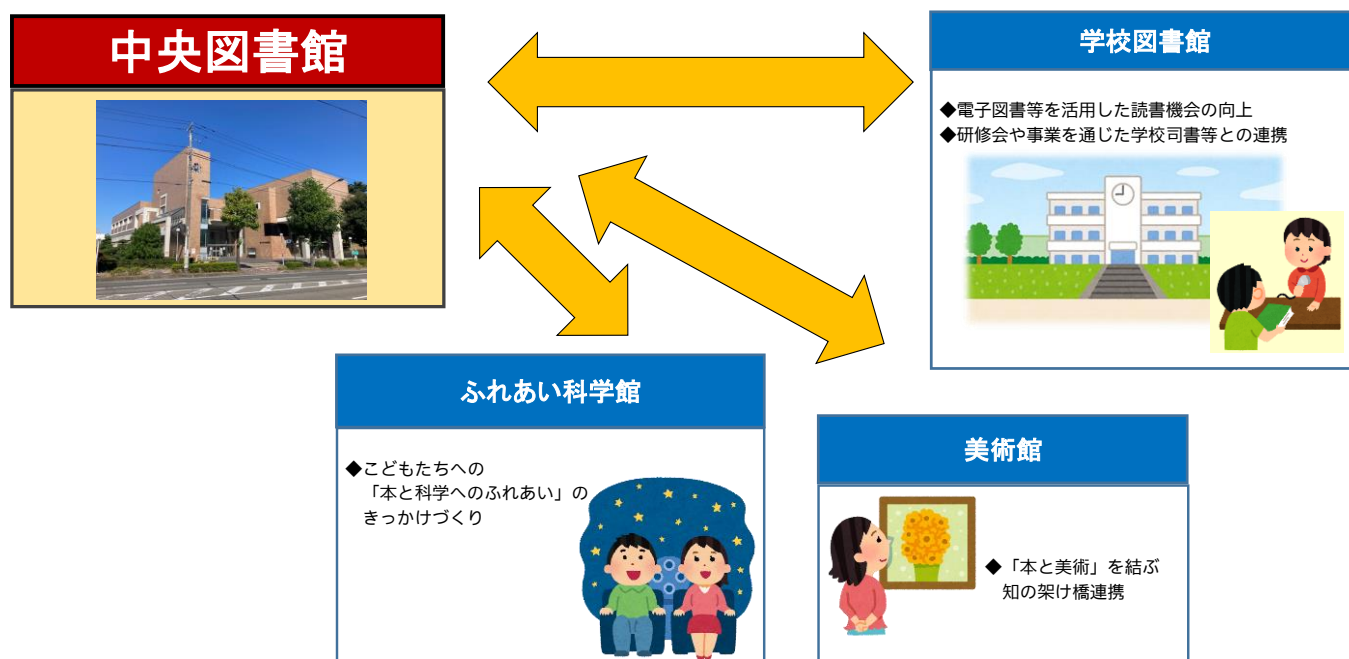 中央図書館
学校図書館
◆電子図書等を活用した読書機会の向上
◆研修会や事業を通じた学校司書等との連携
ふれあい科学館
◆こどもたちへの
「本と科学へのふれあい」の
きっかけづくり
美術館
◆「本と美術」を結ぶ
知の架け橋連携